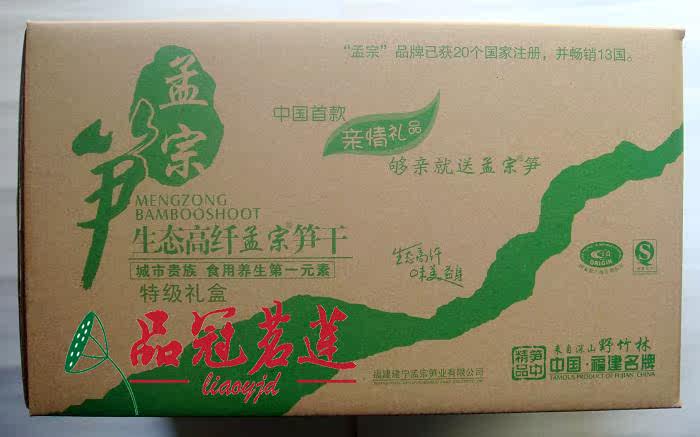 “孟宗”品牌已获20个国家注册，并畅销13国。
孟宗
笋
中国首款
亲情礼品
够亲就送孟宗笋
MENGZONG
BAMBOOSHOOT
生态高纤孟宗笋干
城市贵族 食用养生第一元素
特级礼盒
生态高纤
味美益身
ORIGIN
品冠茗莲
liaoyjd
福建建宁孟宗笋业有限公司
笋中精品
来自深山野竹林
中国·福建名牌
FAMOUS PRODUCT OF FUJIAN, CHINA